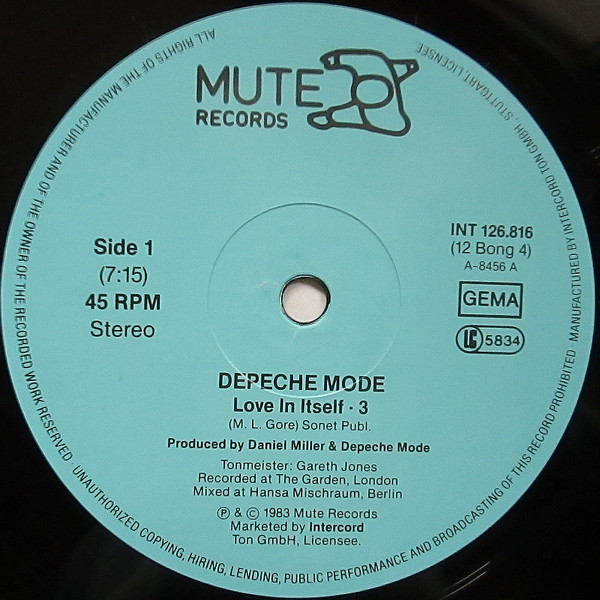 MUTE
RECORDS
Side 1
(7:15)
45 RPM
Stereo
INT 126.816
(12 Bong 4)
A-8456 A
GEMA
LC 5834
DEPECHE MODE
Love In Itself · 3
(M. L. Gore) Sonet Publ.
Produced by Daniel Miller & Depeche Mode
Tonmeister: Gareth Jones
Recorded at The Garden, London
Mixed at Hansa Mischraum, Berlin
℗ & © 1983 Mute Records
Marketed by Intercord
Ton GmbH, Licensee.
ALL RIGHTS OF THE MANUFACTURER AND OF THE OWNER OF THE RECORDED WORK RESERVED · UNAUTHORIZED COPYING, HIRING, LENDING, PUBLIC PERFORMANCE AND BROADCASTING OF THIS RECORD PROHIBITED MANUFACTURED BY INTERCORD TON GMBH, STUTTGART, LICENSEE